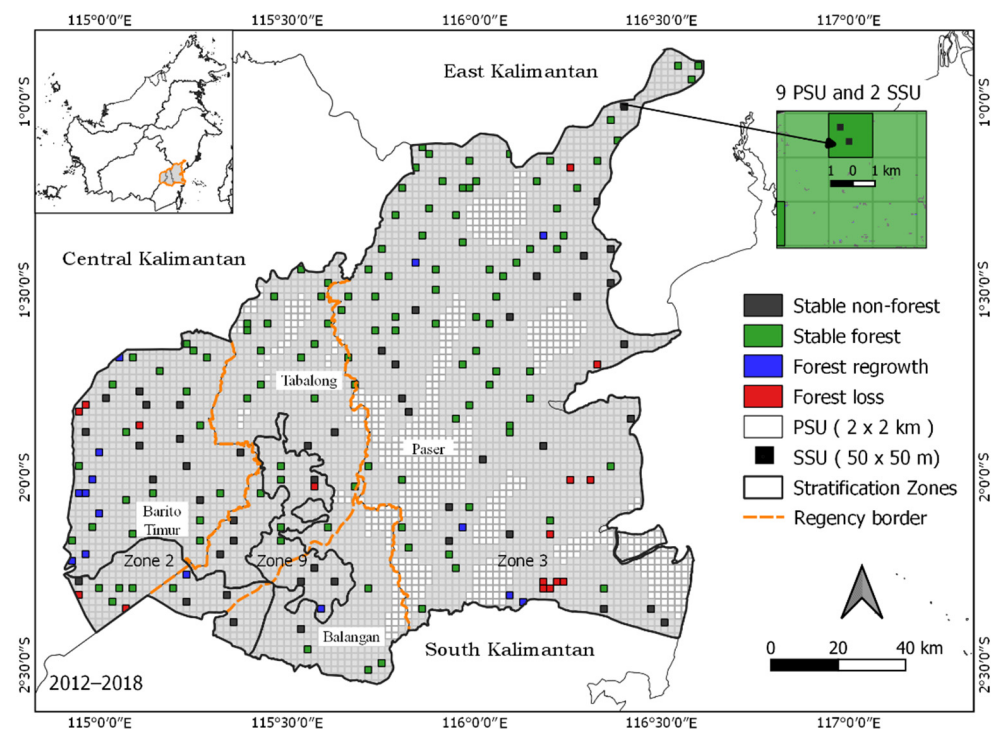 115°0'0"E 115°30'0"E 116°0'0"E 116°30'0"E 117°0'0"E
East Kalimantan
9 PSU and 2 SSU
1°0'0"S
1°0'0"S
1 0 1 km
Central Kalimantan
1°30'0"S
1°30'0"S
Stable non-forest
Stable forest
Forest regrowth
Forest loss
PSU ( 2 x 2 km )
SSU ( 50 x 50 m)
Stratification Zones
Regency border
Tabalong
Paser
2°0'0"S
2°0'0"S
Barito
Timur
Zone 2
Zone 9
Zone 3
Balangan
South Kalimantan
0 20 40 km
2°30'0"S
2°30'0"S
2012–2018
115°0'0"E 115°30'0"E 116°0'0"E 116°30'0"E 117°0'0"E